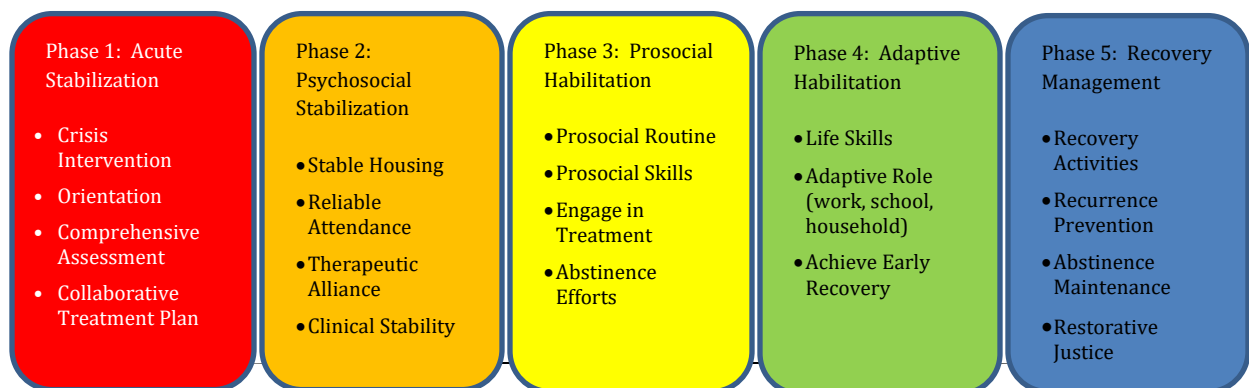 Phase 1: Acute
Stabilization
• Crisis
Intervention
• Orientation
• Comprehensive
Assessment
• Collaborative
Treatment Plan
Phase 2:
Psychosocial
Stabilization
• Stable Housing
• Reliable
Attendance
• Therapeutic
Alliance
• Clinical Stability
Phase 3: Prosocial
Habilitation
• Prosocial Routine
• Prosocial Skills
• Engage in
Treatment
• Abstinence
Efforts
Phase 4: Adaptive
Habilitation
• Life Skills
• Adaptive Role
(work, school,
household)
• Achieve Early
Recovery
Phase 5: Recovery
Management
• Recovery
Activities
• Recurrence
Prevention
• Abstinence
Maintenance
• Restorative
Justice